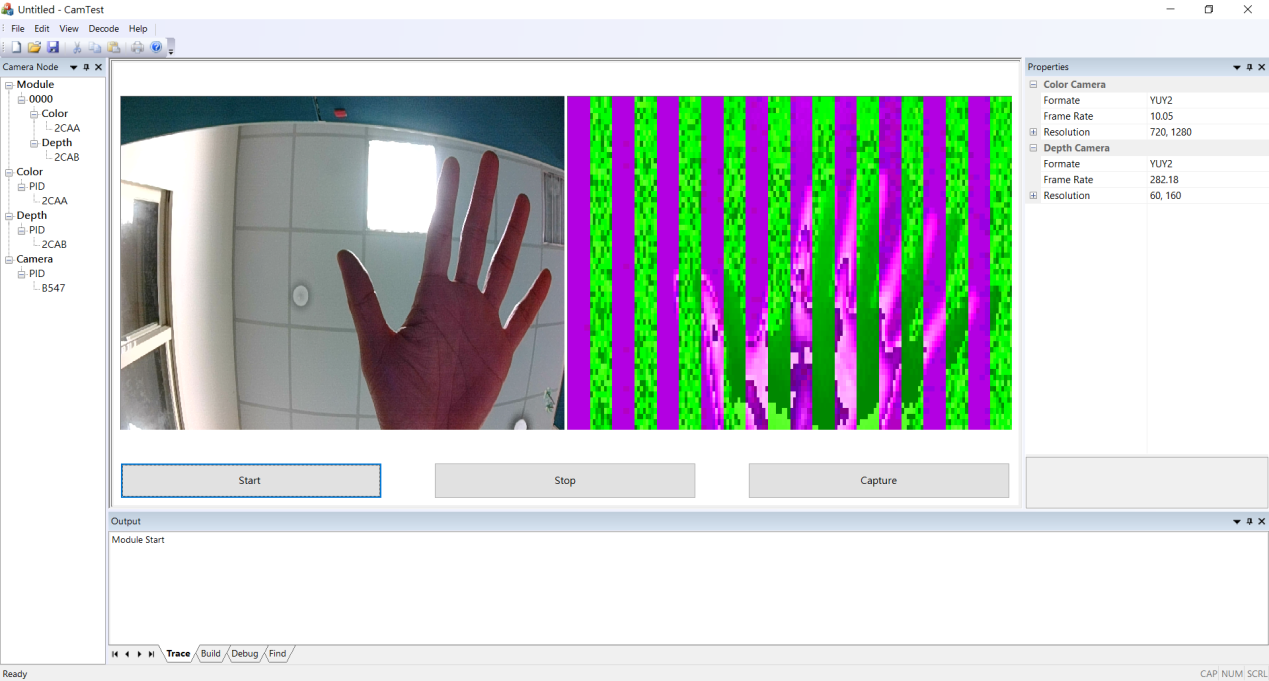 Untitled - CamTest
File Edit View Decode Help
Camera Node
Module
0000
Color
2CAA
Depth
2CAB
Color
PID
2CAA
Depth
PID
2CAB
Camera
PID
B547
Start
Stop
Capture
Properties
Color Camera
Formate YUY2
Frame Rate 10.05
Resolution 720, 1280
Depth Camera
Formate YUY2
Frame Rate 282.18
Resolution 60, 160
Output
Module Start
Trace Build Debug Find
Ready
CAP NUM SCRL